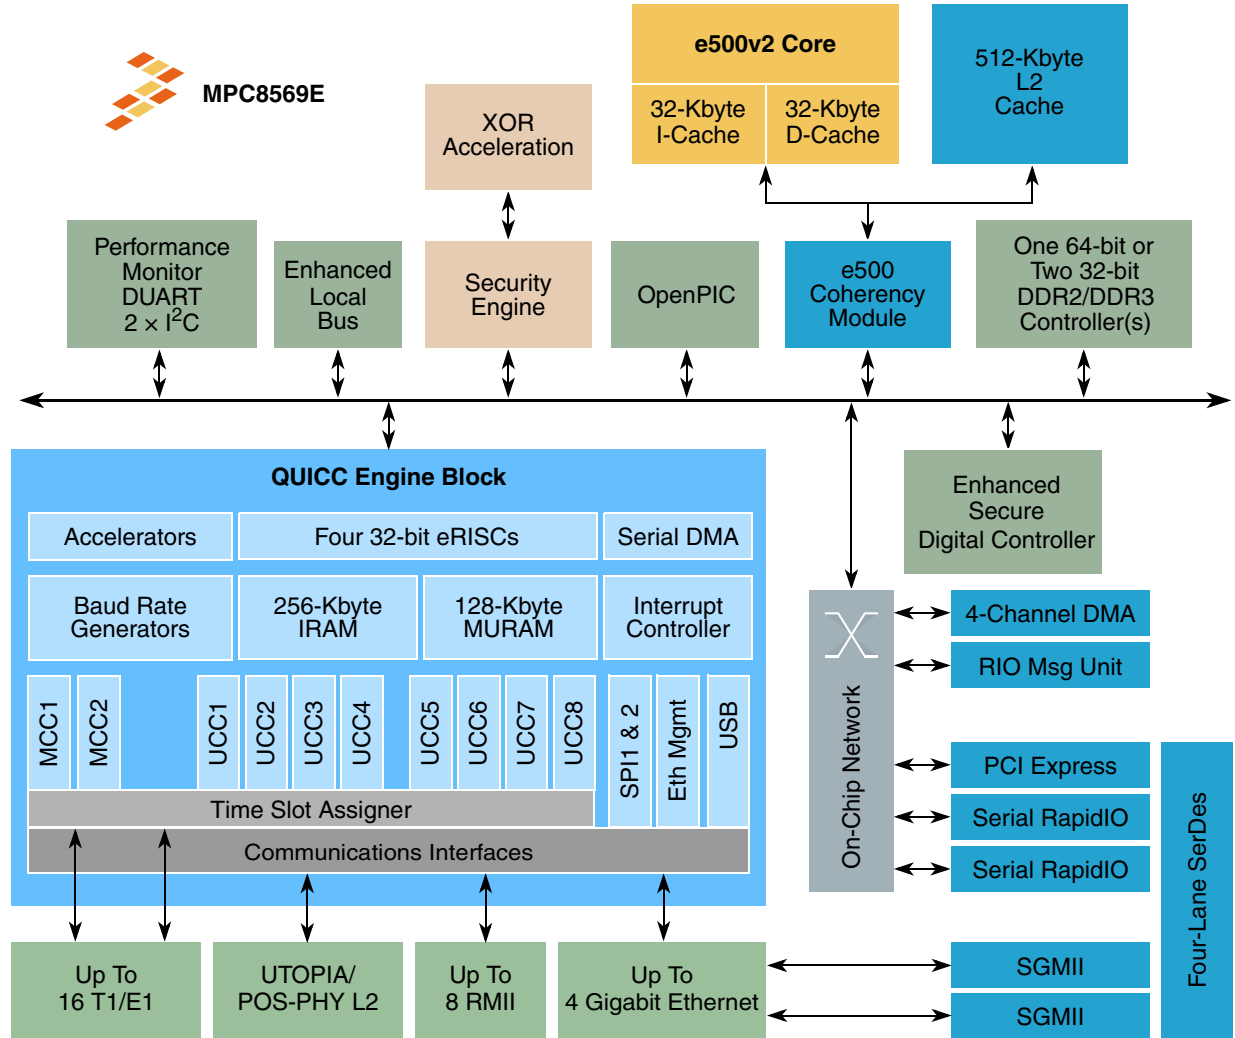 MPC8569E
XOR
Acceleration
e500v2 Core
32-Kbyte
I-Cache
32-Kbyte
D-Cache
512-Kbyte
L2
Cache
Performance
Monitor
DUART
2 × I²C
Enhanced
Local
Bus
Security
Engine
OpenPIC
e500
Coherency
Module
One 64-bit or
Two 32-bit
DDR2/DDR3
Controller(s)
QUICC Engine Block
Accelerators
Four 32-bit eRISCs
Serial DMA
Baud Rate
Generators
256-Kbyte
IRAM
128-Kbyte
MURAM
Interrupt
Controller
MCC1
MCC2
UCC1
UCC2
UCC3
UCC4
UCC5
UCC6
UCC7
UCC8
SPI1 & 2
Eth Mgmt
USB
Time Slot Assigner
Communications Interfaces
Up To
16 T1/E1
UTOPIA/
POS-PHY L2
Up To
8 RMII
Up To
4 Gigabit Ethernet
Enhanced
Secure
Digital Controller
On-Chip Network
4-Channel DMA
RIO Msg Unit
PCI Express
Serial RapidIO
Serial RapidIO
SGMII
SGMII
Four-Lane SerDes